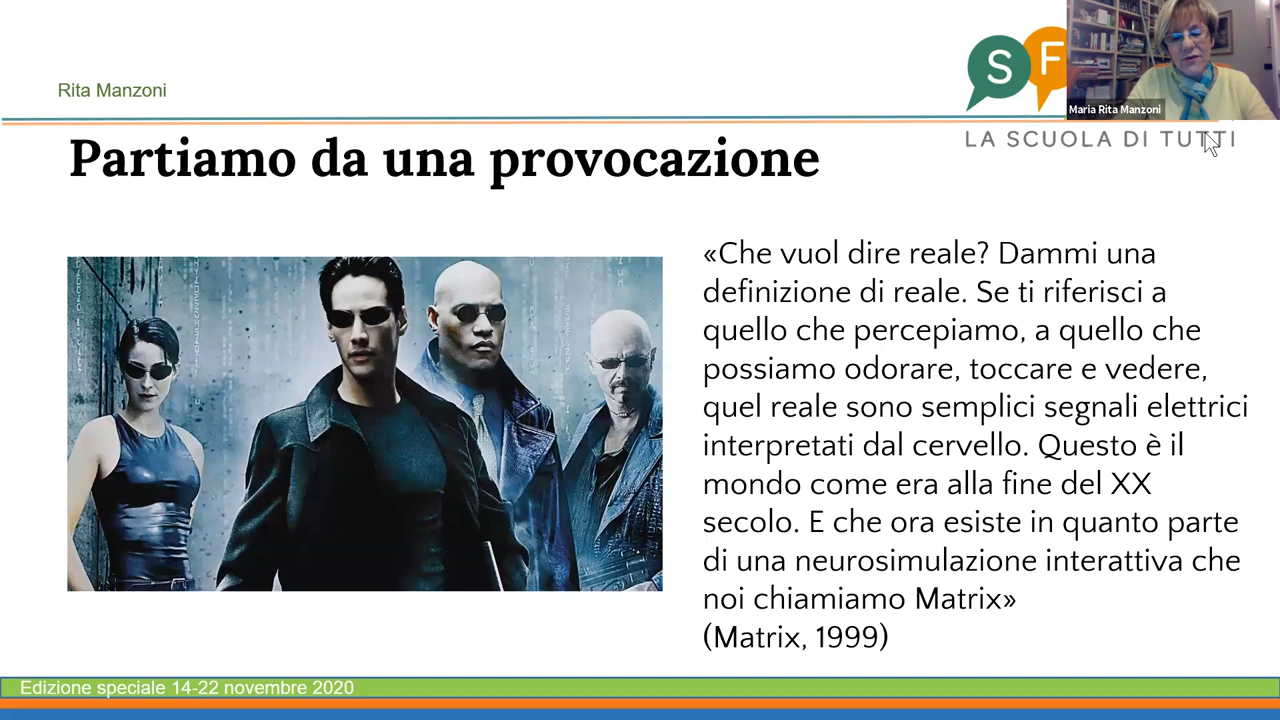 Rita Manzoni
S F
Maria Rita Manzoni
LA SCUOLA DI TUTTI
Partiamo da una provocazione
«Che vuol dire reale? Dammi una
definizione di reale. Se ti riferisci a
quello che percepiamo, a quello che
possiamo odorare, toccare e vedere,
quel reale sono semplici segnali elettrici
interpretati dal cervello. Questo è il
mondo come era alla fine del XX
secolo. E che ora esiste in quanto parte
di una neurosimulazione interattiva che
noi chiamiamo Matrix»
(Matrix, 1999)
Edizione speciale 14-22 novembre 2020